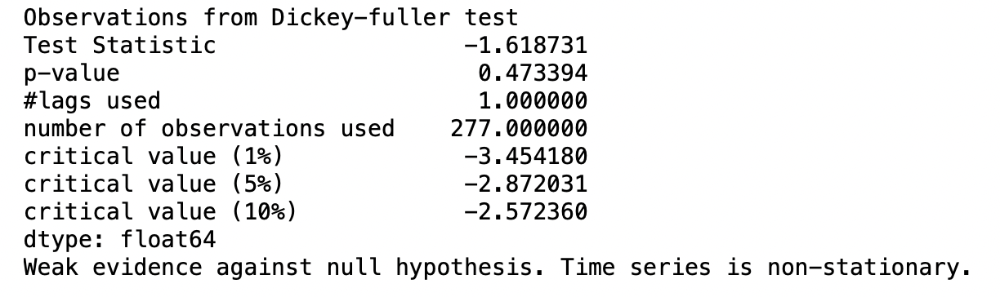 Observations from Dickey-fuller test
Test Statistic -1.618731
p-value 0.473394
#lags used 1.000000
number of observations used 277.000000
critical value (1%) -3.454180
critical value (5%) -2.872031
critical value (10%) -2.572360
dtype: float64
Weak evidence against null hypothesis. Time series is non-stationary.